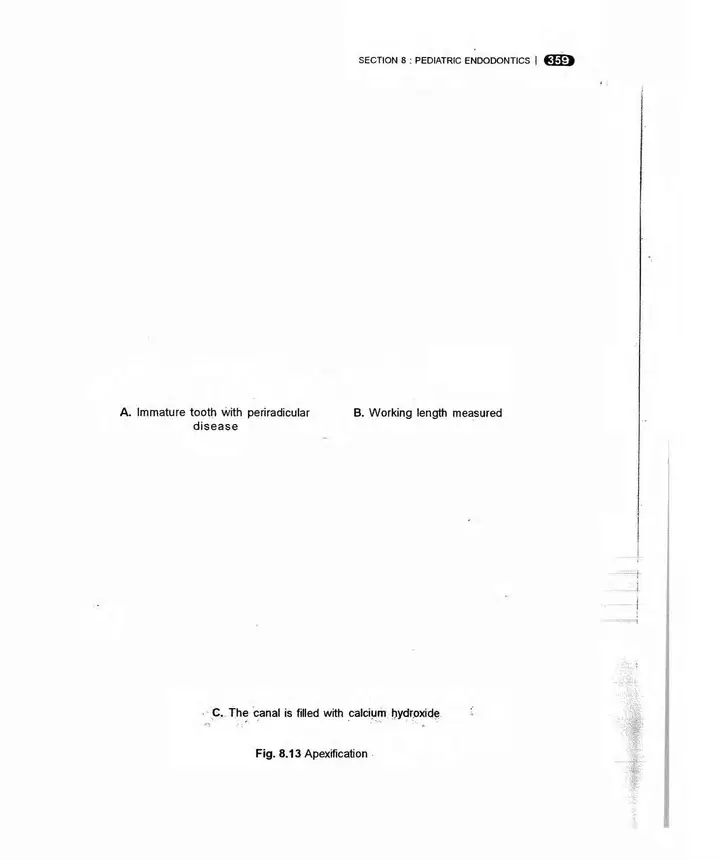 SECTION 8 : PEDIATRIC ENDODONTICS | 359
A. Immature tooth with periradicular
disease
B. Working length measured
C. The canal is filled with calcium hydroxide
Fig. 8.13 Apexification